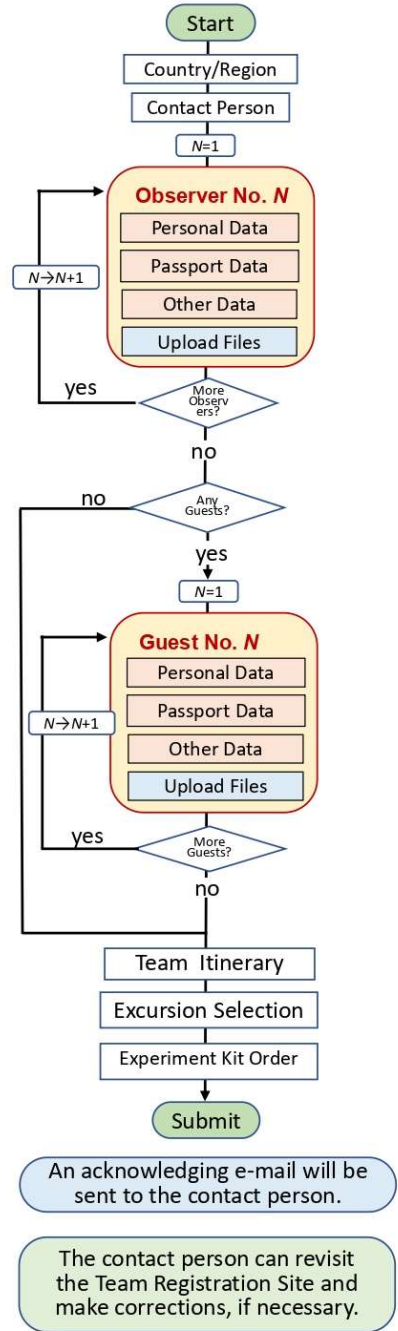 Start
Country/Region
Contact Person
N=1
Observer No. N
Personal Data
Passport Data
Other Data
Upload Files
N→N+1
yes
More
Observ
ers?
no
no
Any
Guests?
yes
N=1
Guest No. N
Personal Data
Passport Data
Other Data
Upload Files
N→N+1
yes
More
Guests?
no
Team Itinerary
Excursion Selection
Experiment Kit Order
Submit
An acknowledging e-mail will be
sent to the contact person.
The contact person can revisit
the Team Registration Site and
make corrections, if necessary.